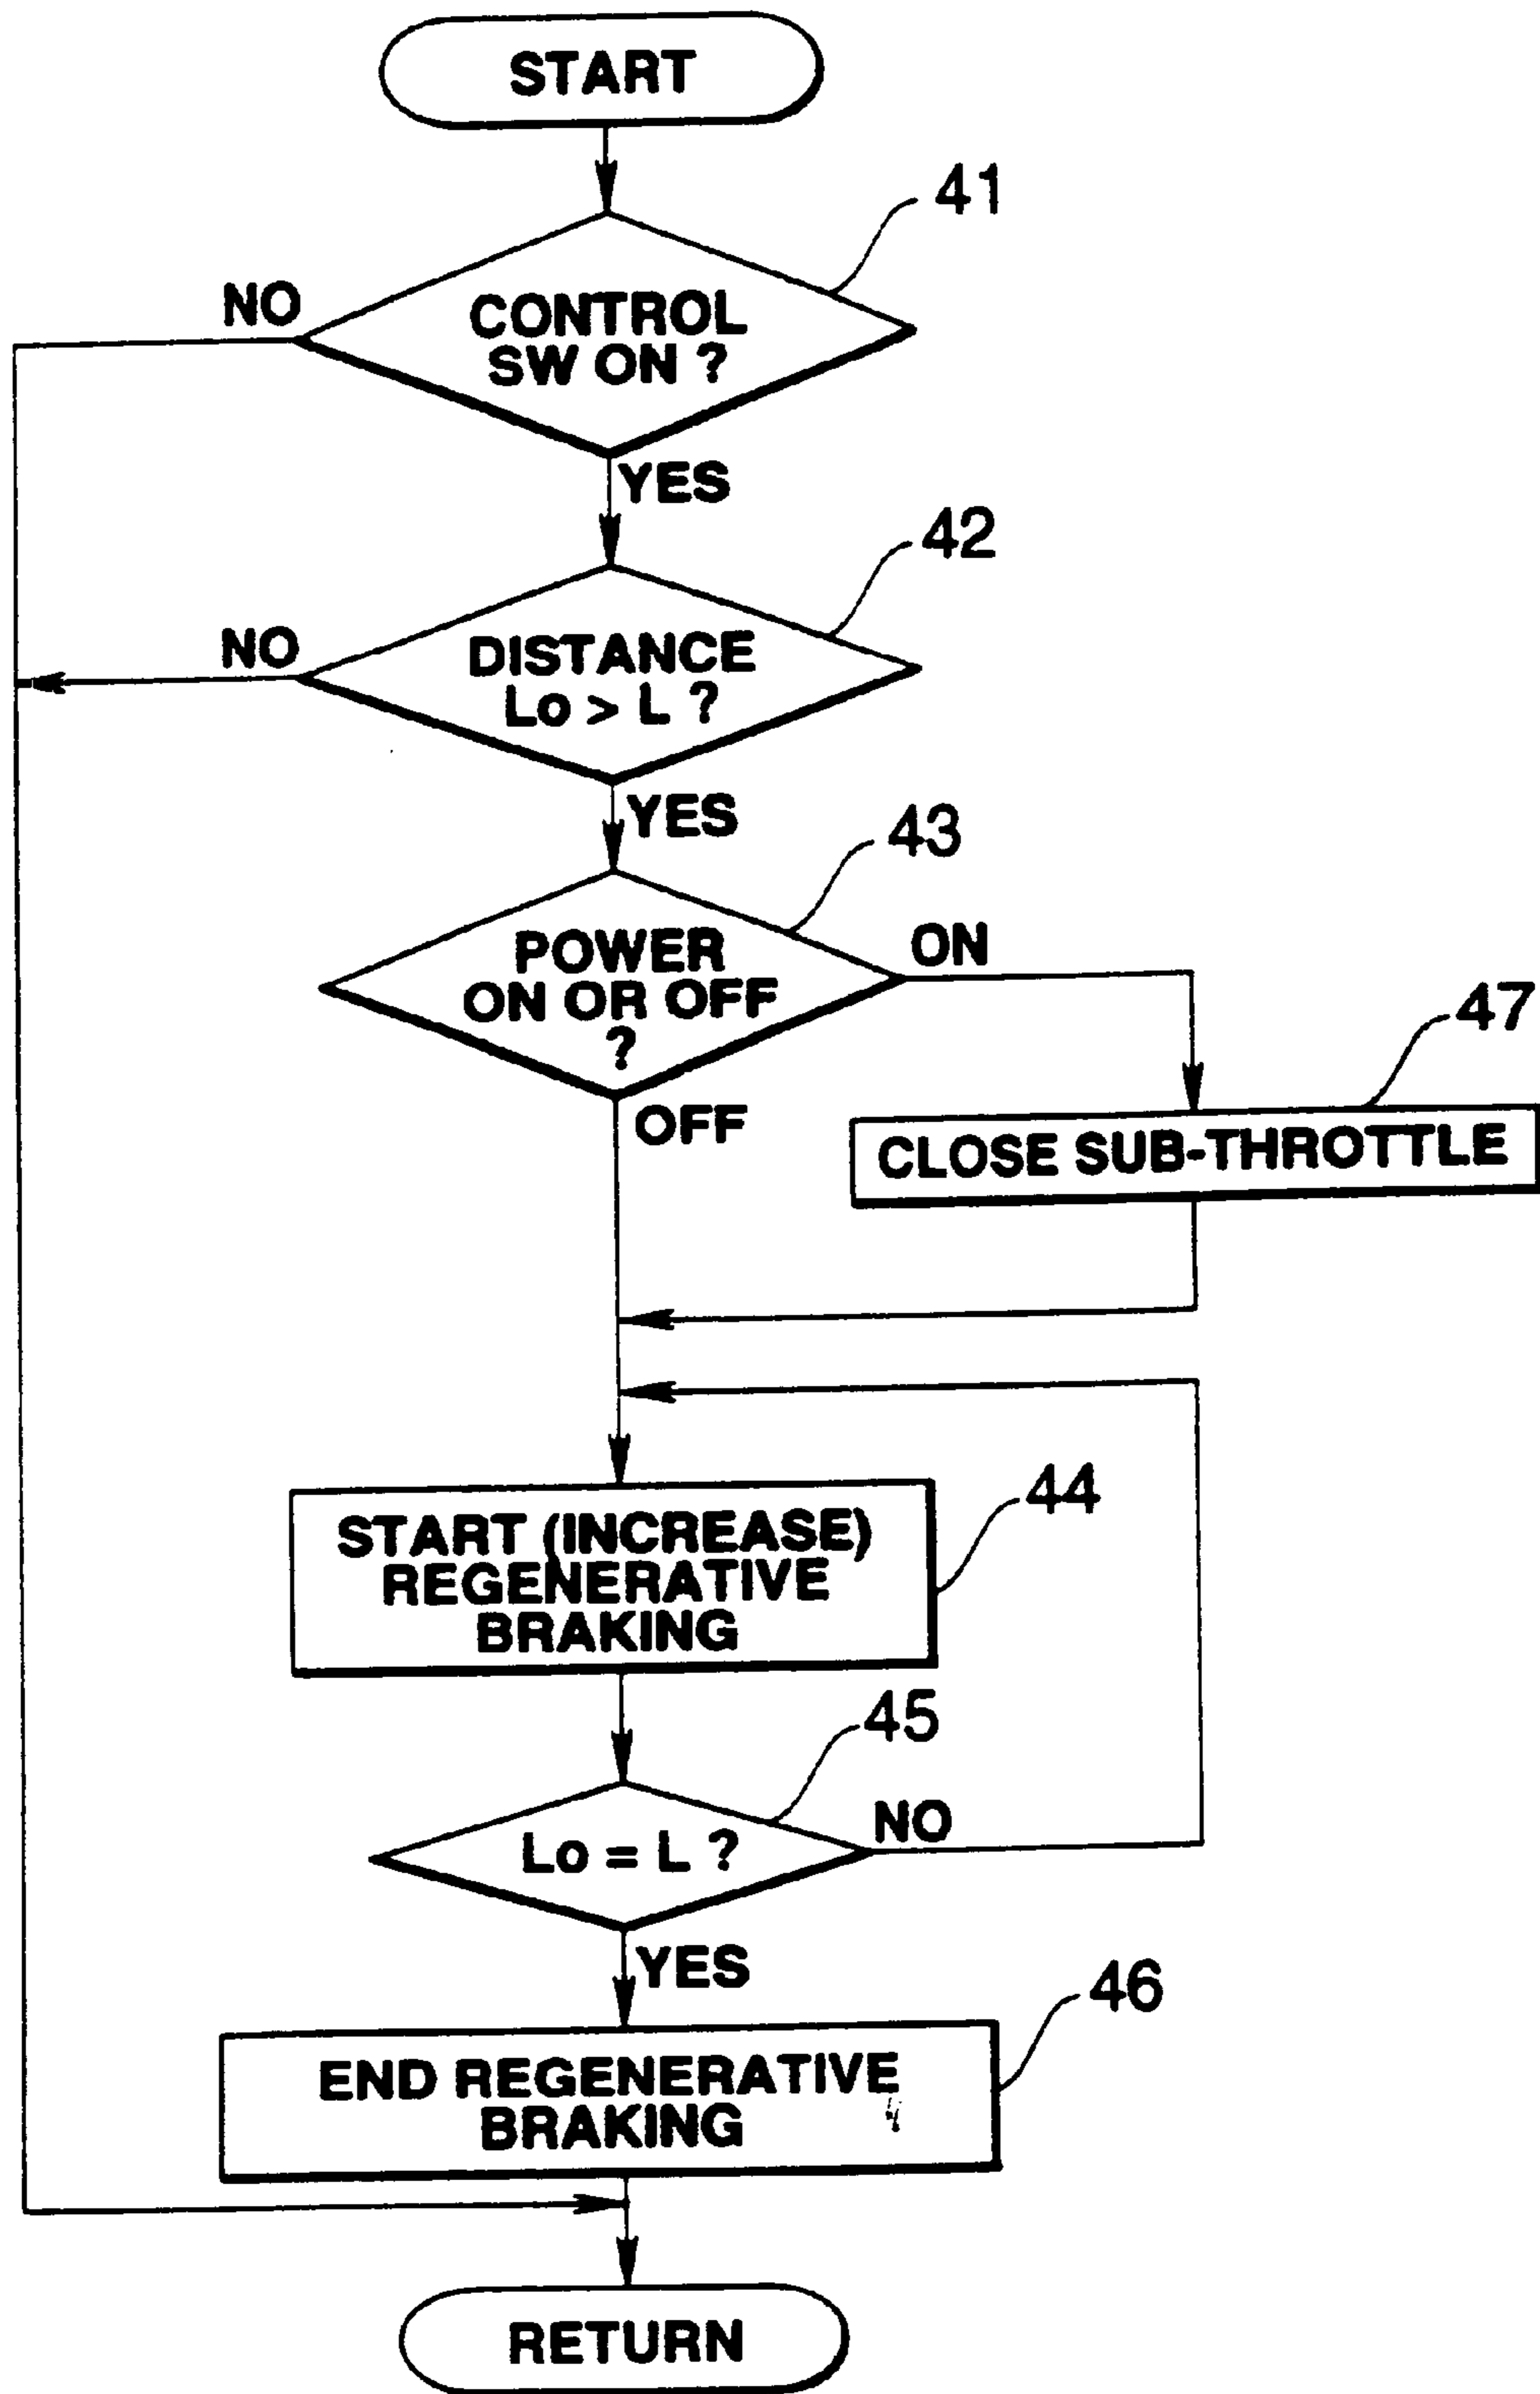 START
41
NO
CONTROL
SW ON ?
YES
42
NO
DISTANCE
Lo > L ?
YES
43
POWER
ON OR OFF
?
ON
47
OFF
CLOSE SUB-THROTTLE
44
START (INCREASE)
REGENERATIVE
BRAKING
45
NO
Lo = L ?
YES
46
END REGENERATIVE
BRAKING
RETURN